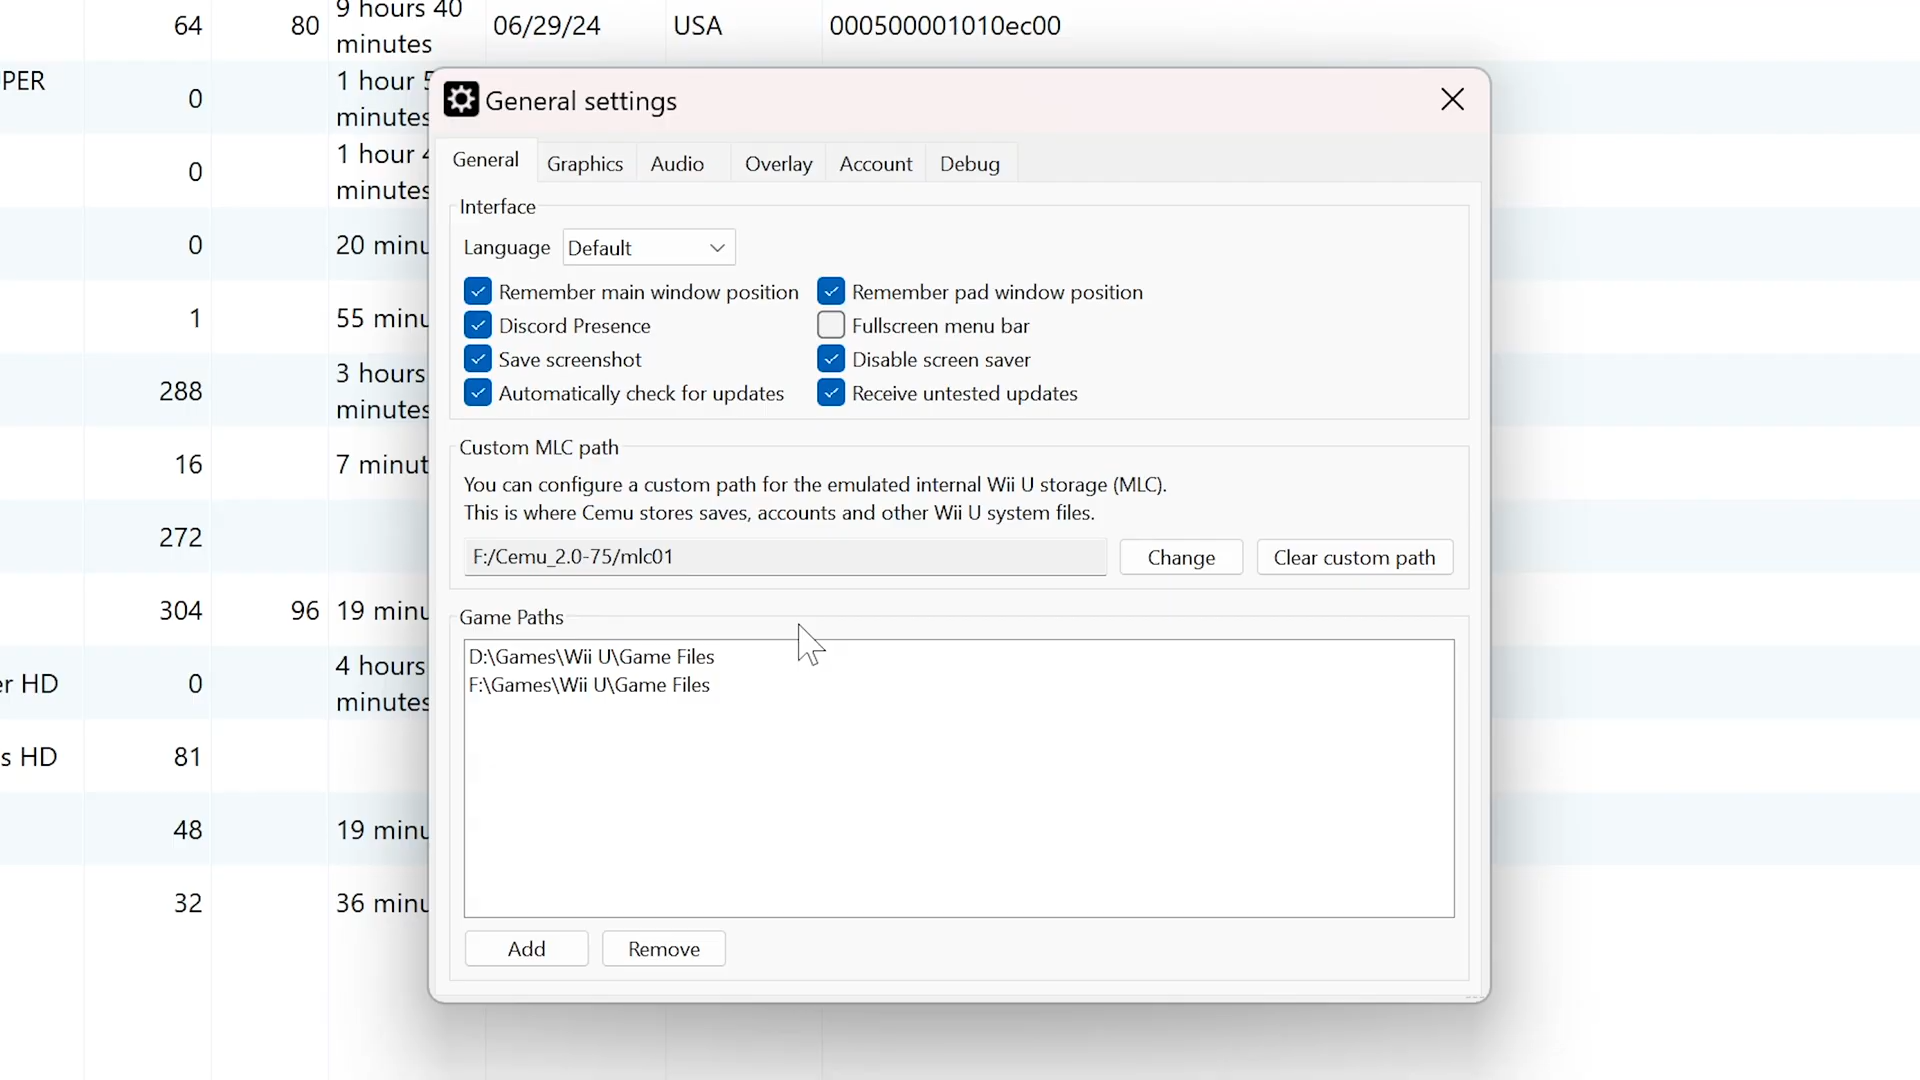 64 80 9 hours 40 minutes 06/29/24 USA 000500001010ec00
PER 0 1 hour 5 minutes
0 1 hour 4 minutes
0 20 minu
1 55 minu
288 3 hours minutes
16 7 minut
272
304 96 19 minu
er HD 0 4 hours minutes
s HD 81
48 19 minu
32 36 minu
General settings
General Graphics Audio Overlay Account Debug
Interface
Language Default
Remember main window position Remember pad window position
Discord Presence Fullscreen menu bar
Save screenshot Disable screen saver
Automatically check for updates Receive untested updates
Custom MLC path
You can configure a custom path for the emulated internal Wii U storage (MLC).
This is where Cemu stores saves, accounts and other Wii U system files.
F:/Cemu_2.0-75/mlc01 Change Clear custom path
Game Paths
D:\Games\Wii U\Game Files
F:\Games\Wii U\Game Files
Add Remove